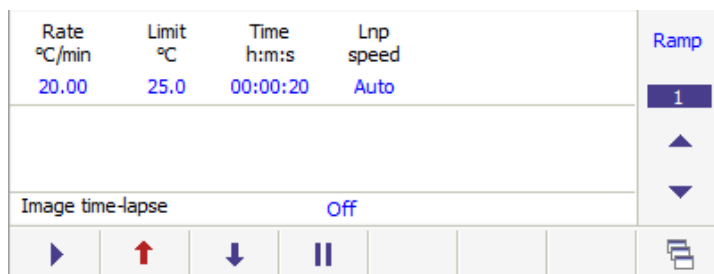 Rate Limit Time Lnp Ramp
°C/min °C h:m:s speed
20.00 25.0 00:00:20 Auto
1
Image time-lapse Off